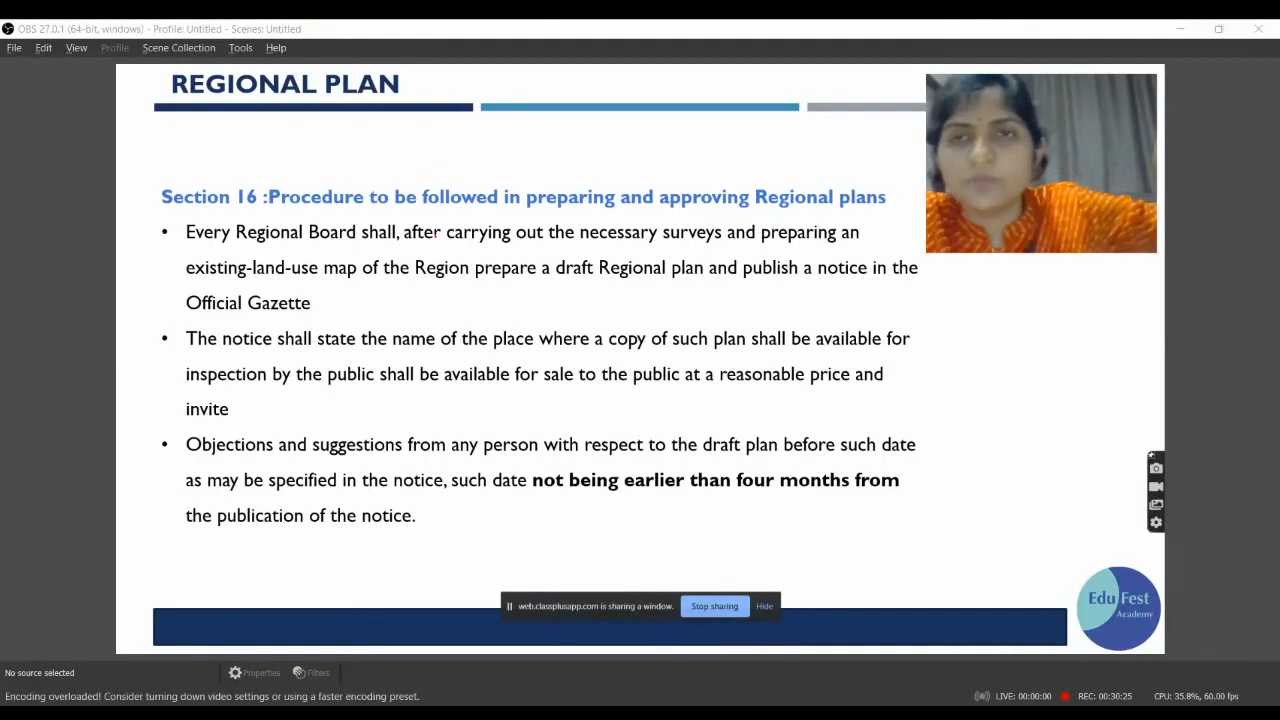 OBS 27.0.1 (64-bit, windows) - Profile: Untitled - Scenes: Untitled
File Edit View Profile Scene Collection Tools Help
REGIONAL PLAN
Section 16 :Procedure to be followed in preparing and approving Regional plans
• Every Regional Board shall, after carrying out the necessary surveys and preparing an
existing-land-use map of the Region prepare a draft Regional plan and publish a notice in the
Official Gazette
• The notice shall state the name of the place where a copy of such plan shall be available for
inspection by the public shall be available for sale to the public at a reasonable price and
invite
• Objections and suggestions from any person with respect to the draft plan before such date
as may be specified in the notice, such date not being earlier than four months from
the publication of the notice.
web.classplusapp.com is sharing a window. Stop sharing Hide
Edu Fest
Academy
No source selected Properties Filters
Encoding overloaded! Consider turning down video settings or using a faster encoding preset. LIVE: 00:00:00 REC: 00:30:25 CPU: 35.8%, 60.00 fps